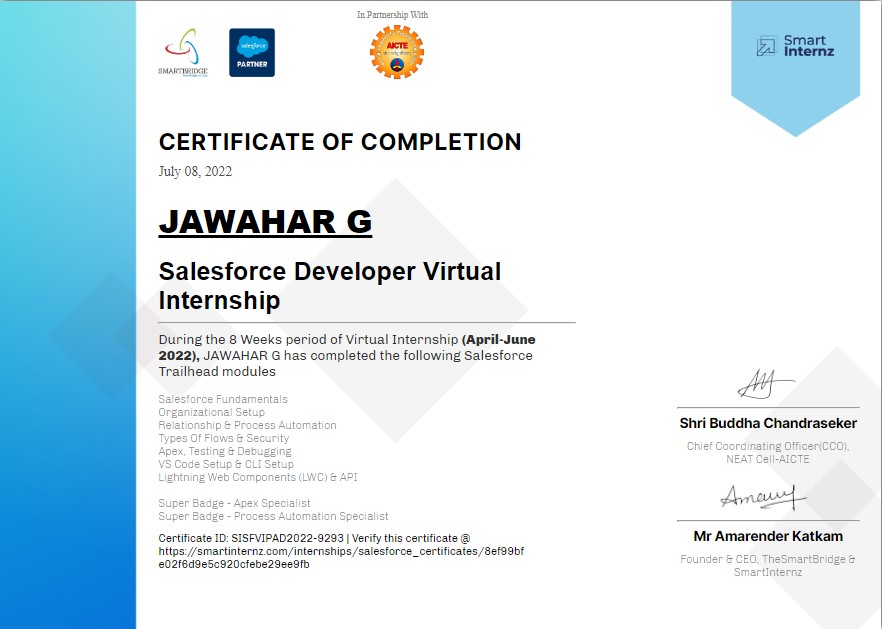 In Partnership With
SMARTBRIDGE
salesforce
PARTNER
AICTE
Smart
Internz
CERTIFICATE OF COMPLETION
July 08, 2022
JAWAHAR G
Salesforce Developer Virtual
Internship
During the 8 Weeks period of Virtual Internship (April-June
2022), JAWAHAR G has completed the following Salesforce
Trailhead modules
Salesforce Fundamentals
Organizational Setup
Relationship & Process Automation
Types Of Flows & Security
Apex, Testing & Debugging
VS Code Setup & CLI Setup
Lightning Web Components (LWC) & API
Super Badge - Apex Specialist
Super Badge - Process Automation Specialist
Certificate ID: SISFVIPAD2022-9293 | Verify this certificate @
https://smartinternz.com/internships/salesforce_certificates/8ef99bf
e02f6d9e5c920cfebe29ee9fb
Shri Buddha Chandraseker
Chief Coordinating Officer(CCO),
NEAT Cell-AICTE
Mr Amarender Katkam
Founder & CEO, TheSmartBridge &
SmartInternz